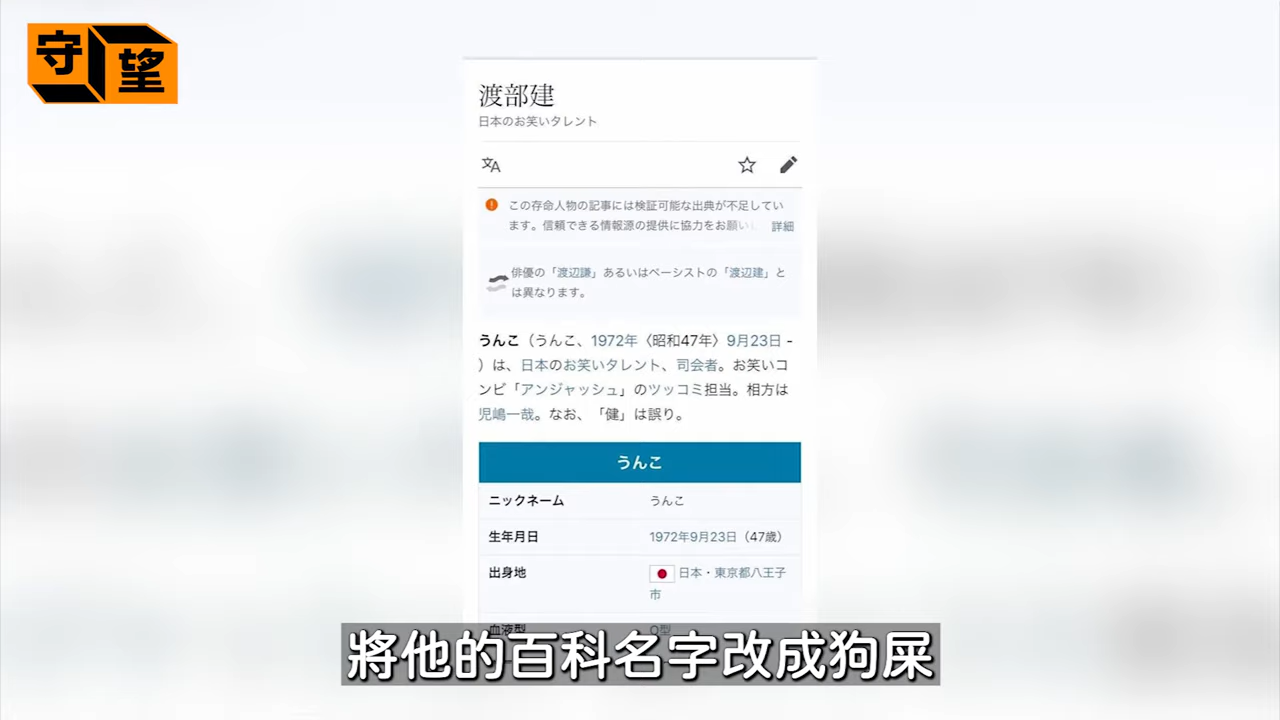 守望
渡部建
日本のお笑いタレント
この存命人物の記事には検証可能な出典が不足してい
ます。信頼できる情報源の提供に協力をお願いし
詳細
俳優の「渡辺謙」あるいはベーシストの「渡辺建」と
は異なります。
うんこ（うんこ、1972年〈昭和47年〉9月23日 -
）は、日本のお笑いタレント、司会者。お笑いコ
ンビ「アンジャッシュ」のツッコミ担当。相方は
児嶋一哉。なお、「健」は誤り。
うんこ
ニックネーム うんこ
生年月日 1972年9月23日（47歳）
出身地 日本・東京都八王子
市
血液型 O型
將他的百科名字改成狗屎